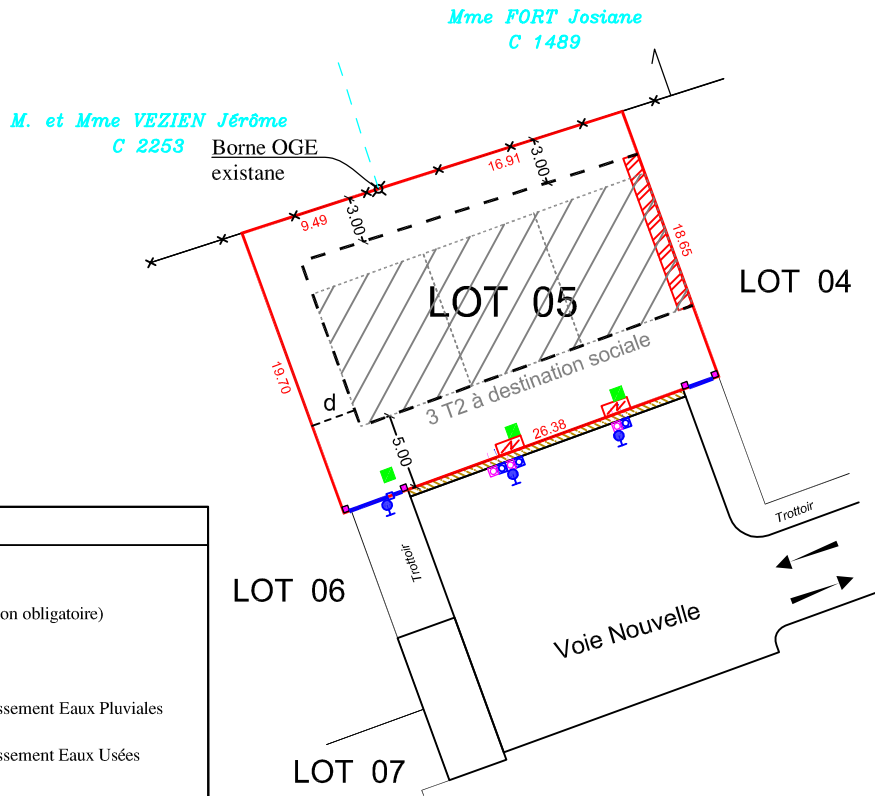 Mme FORT Josiane
C 1489
M. et Mme VEZIEN Jérôme
C 2253
Borne OGE
existane
16.91
3.00
9.49
3.00
18.65
LOT 04
LOT 05
3 T2 à destination sociale
19.70
d
26.38
5.00
Trottoir
Trottoir
LOT 06
on obligatoire)
Voie Nouvelle
ssement Eaux Pluviales
ssement Eaux Usées
LOT 07